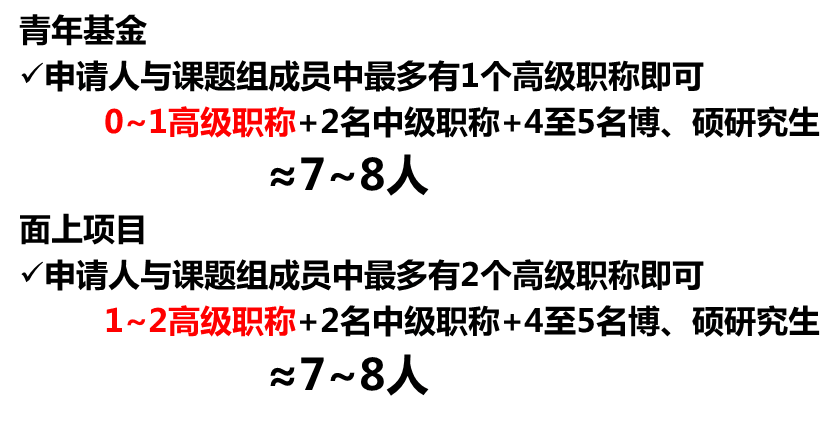 青年基金
✓申请人与课题组成员中最多有1个高级职称即可
0~1高级职称+2名中级职称+4至5名博、硕研究生
≈7~8人
面上项目
✓申请人与课题组成员中最多有2个高级职称即可
1~2高级职称+2名中级职称+4至5名博、硕研究生
≈7~8人